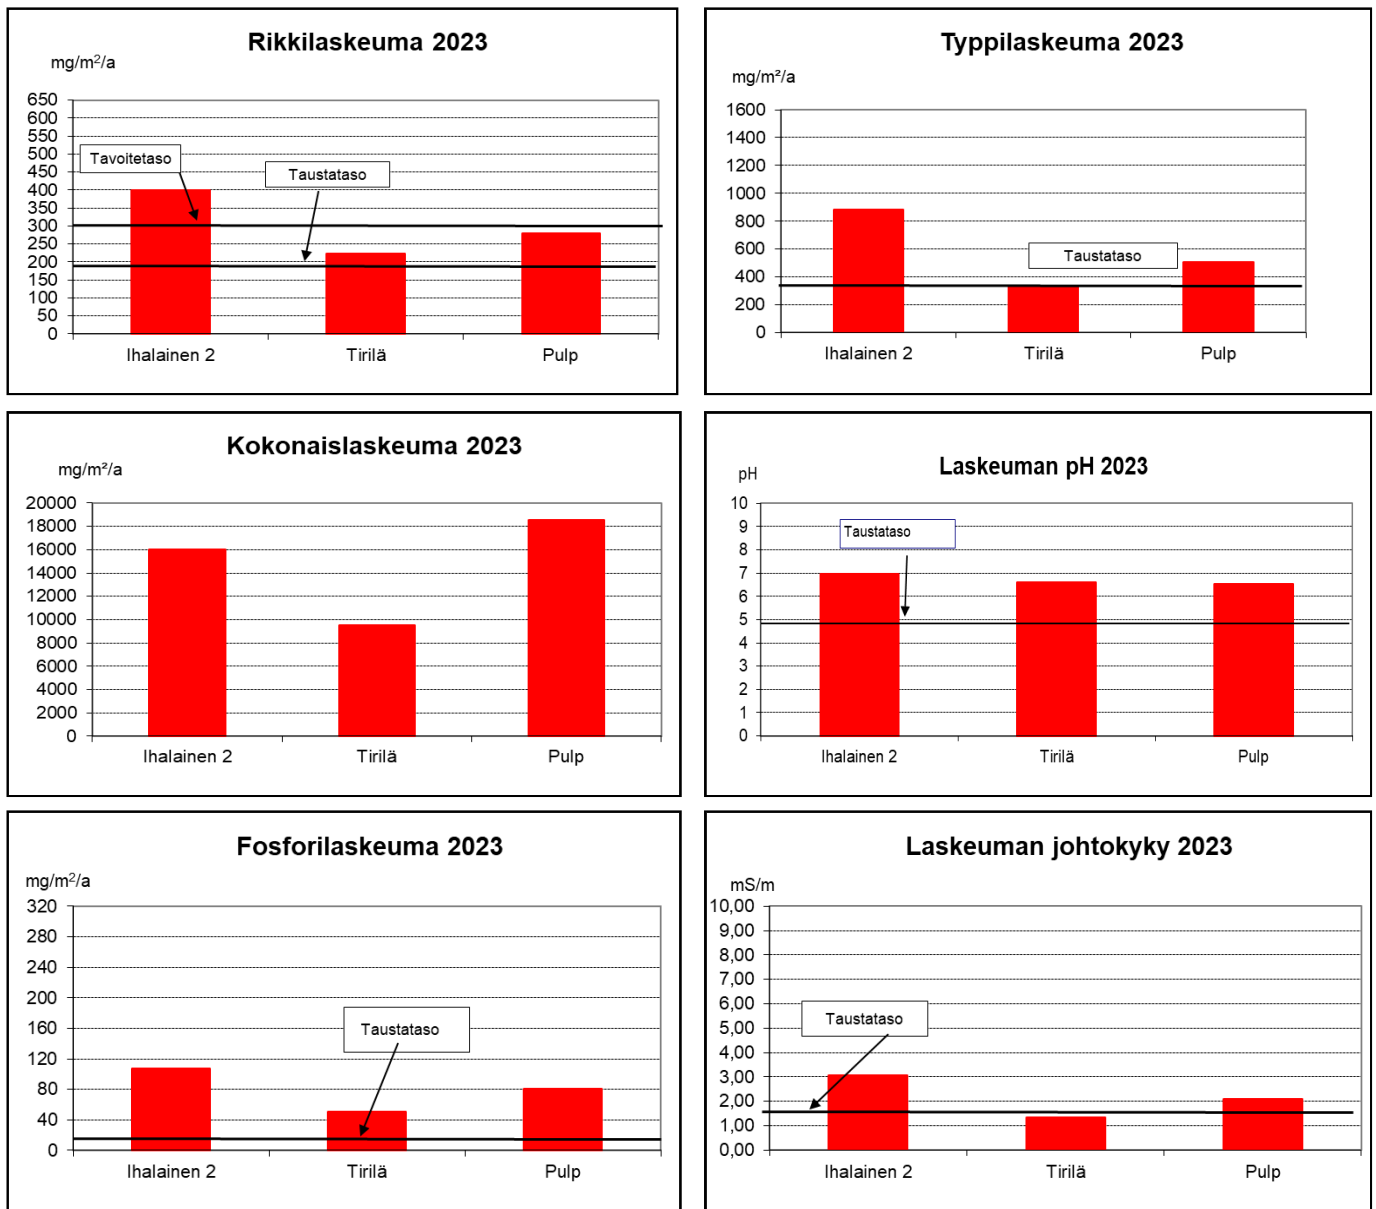 Rikkilaskeuma 2023
mg/m²/a
650
600
550
500
450
400
350
300
250
200
150
100
50
0
Tavoitetaso
Taustataso
Ihalainen 2 Tirilä Pulp
Typpilaskeuma 2023
mg/m²/a
1600
1400
1200
1000
800
600
400
200
0
Taustataso
Ihalainen 2 Tirilä Pulp
Kokonaislaskeuma 2023
mg/m²/a
20000
18000
16000
14000
12000
10000
8000
6000
4000
2000
0
Ihalainen 2 Tirilä Pulp
Laskeuman pH 2023
pH
10
9
8
7
6
5
4
3
2
1
0
Taustataso
Ihalainen 2 Tirilä Pulp
Fosforilaskeuma 2023
mg/m²/a
320
280
240
200
160
120
80
40
0
Taustataso
Ihalainen 2 Tirilä Pulp
Laskeuman johtokyky 2023
mS/m
10,00
9,00
8,00
7,00
6,00
5,00
4,00
3,00
2,00
1,00
0,00
Taustataso
Ihalainen 2 Tirilä Pulp